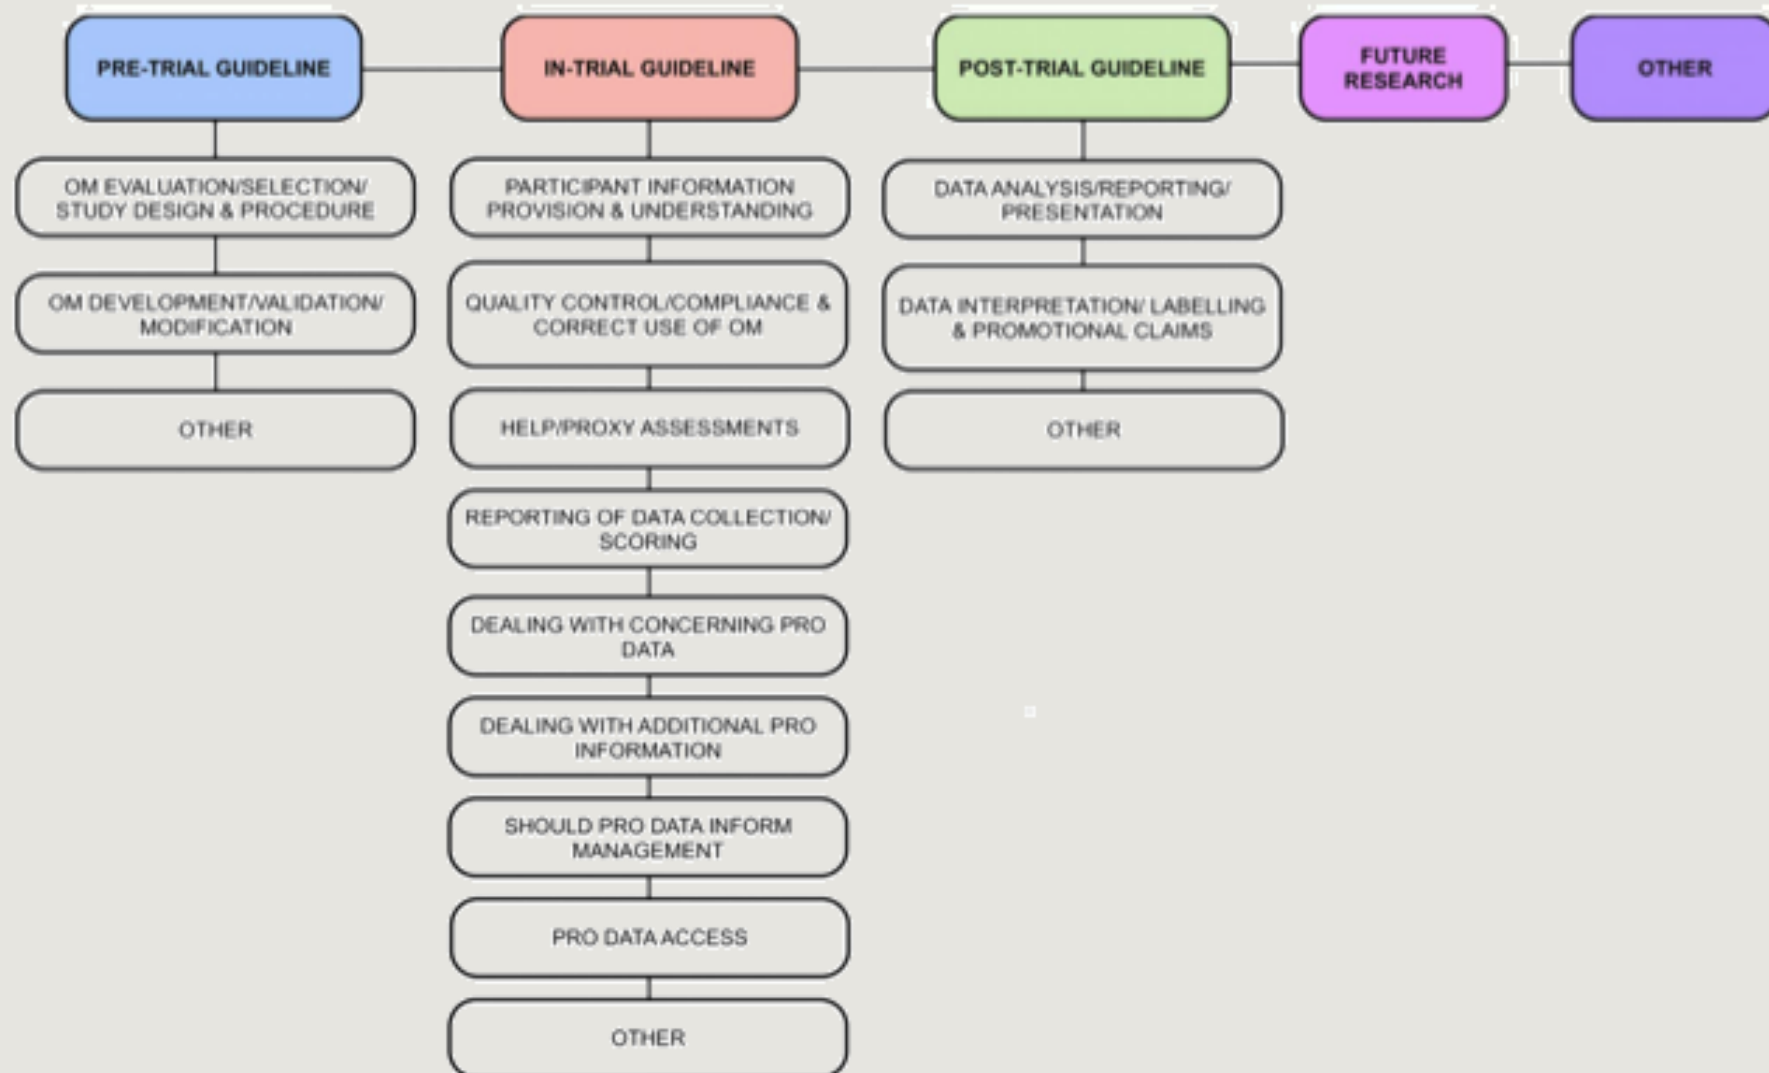 PRE-TRIAL GUIDELINE
IN-TRIAL GUIDELINE
POST-TRIAL GUIDELINE
FUTURE
RESEARCH
OTHER
OM EVALUATION/SELECTION/
STUDY DESIGN & PROCEDURE
OM DEVELOPMENT/VALIDATION/
MODIFICATION
OTHER
PARTICIPANT INFORMATION
PROVISION & UNDERSTANDING
QUALITY CONTROL/COMPLIANCE &
CORRECT USE OF OM
HELP/PROXY ASSESSMENTS
REPORTING OF DATA COLLECTION/
SCORING
DEALING WITH CONCERNING PRO
DATA
DEALING WITH ADDITIONAL PRO
INFORMATION
SHOULD PRO DATA INFORM
MANAGEMENT
PRO DATA ACCESS
OTHER
DATA ANALYSIS/REPORTING/
PRESENTATION
DATA INTERPRETATION/ LABELLING
& PROMOTIONAL CLAIMS
OTHER